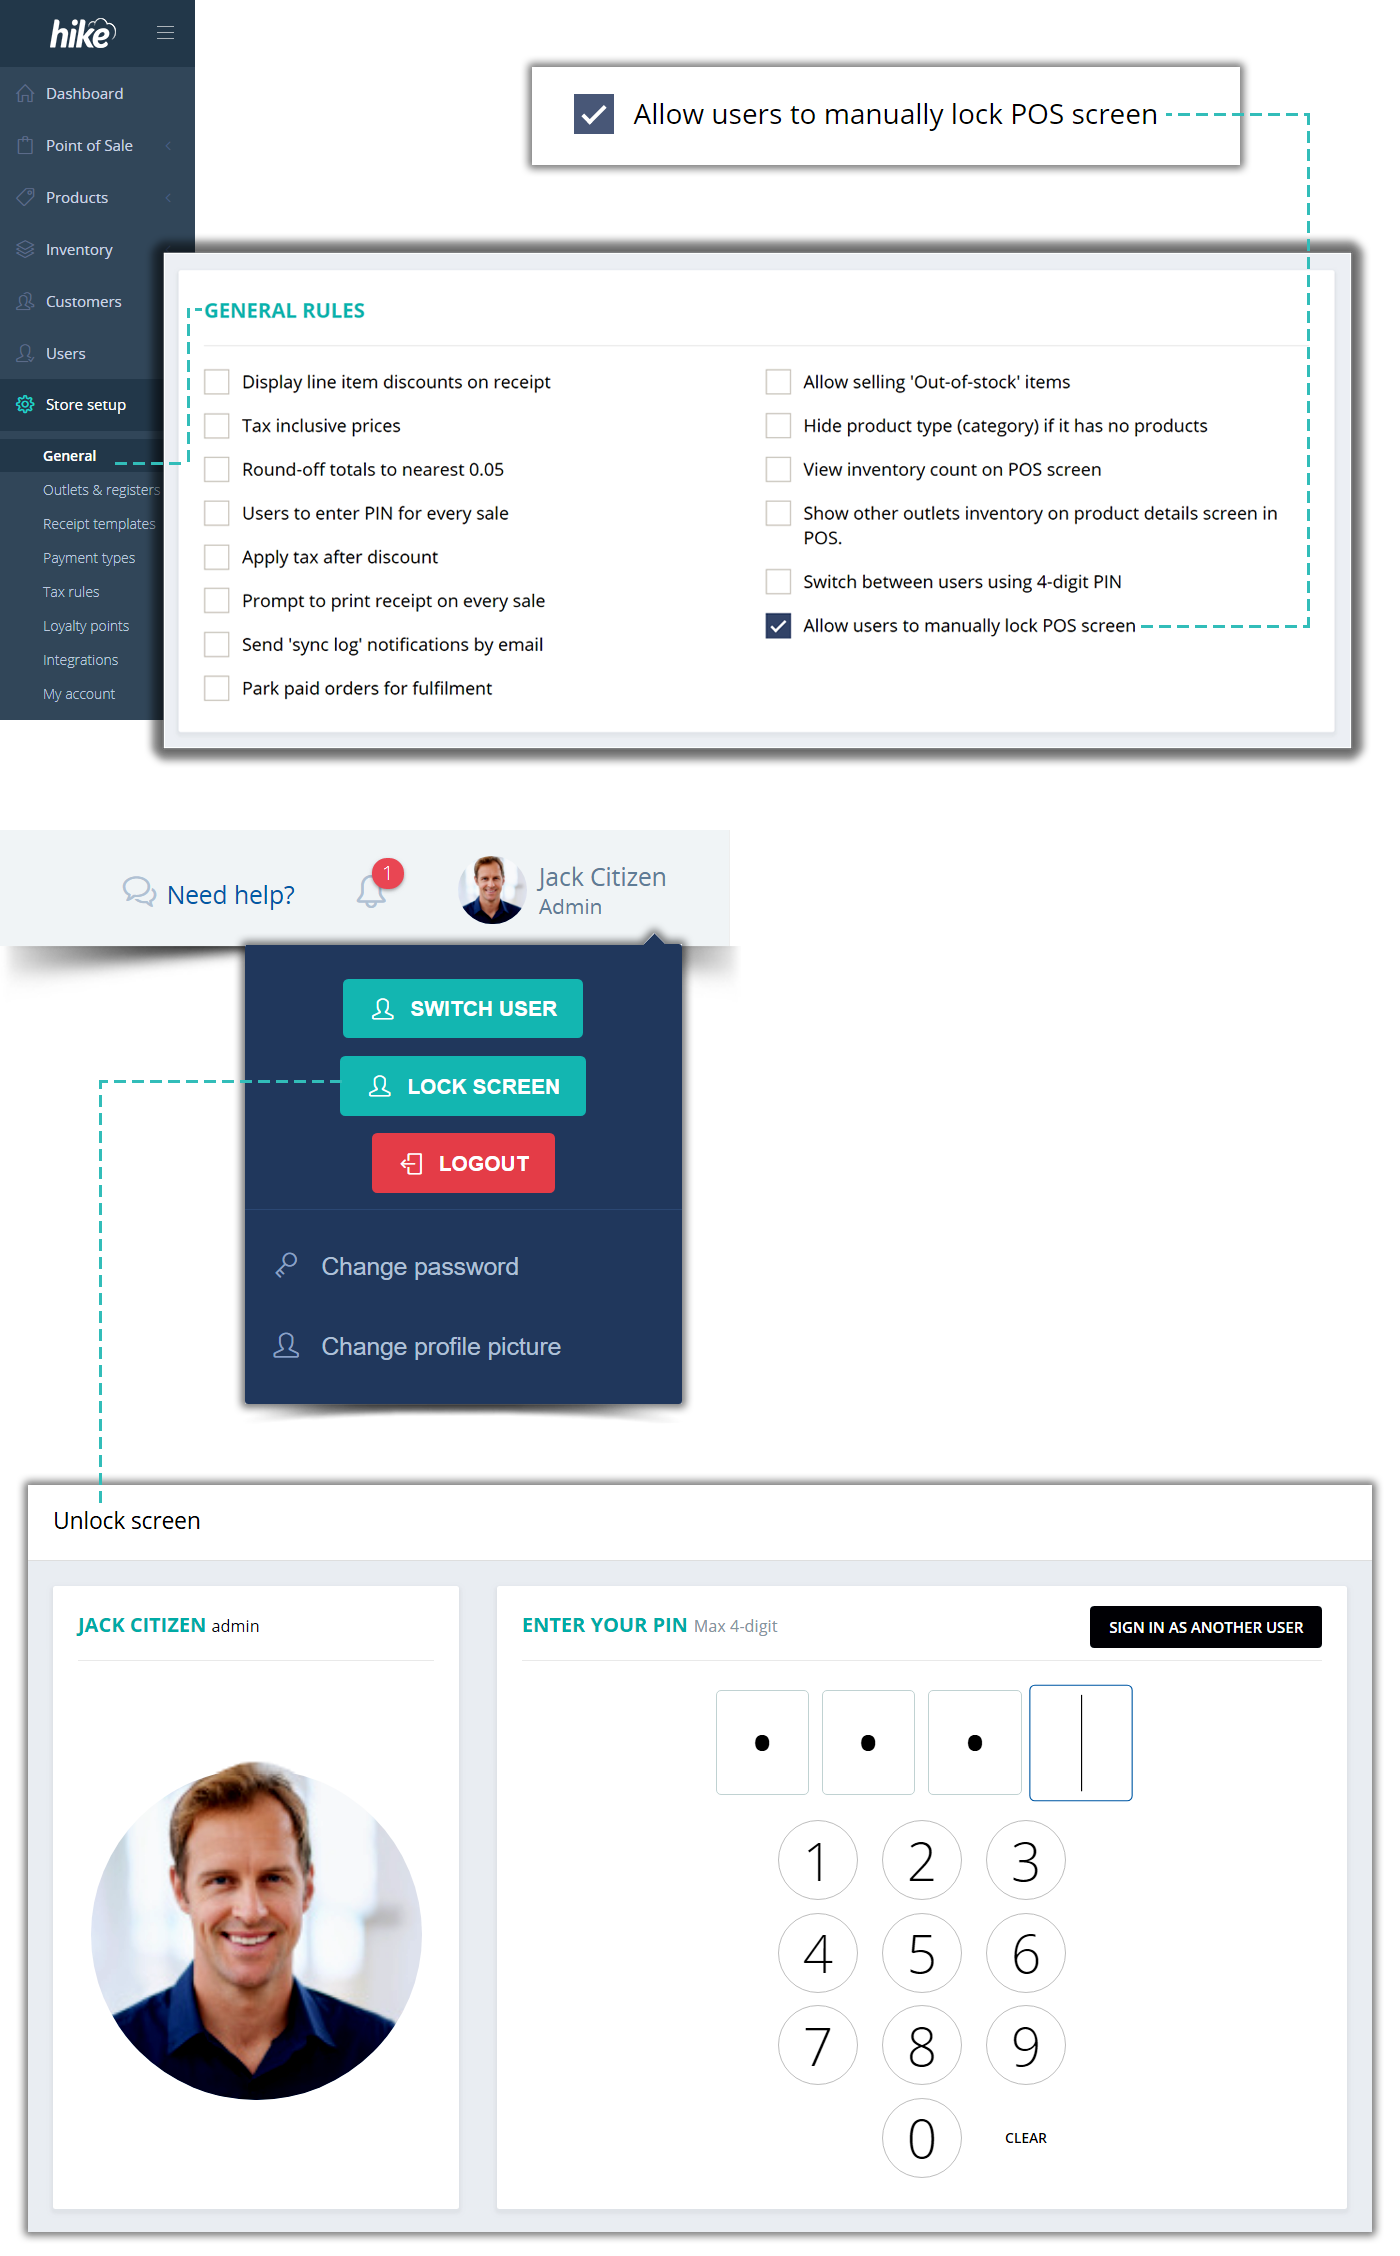 hike
Dashboard
Point of Sale
Products
Inventory
Customers
Users
Store setup
General
Outlets & registers
Receipt templates
Payment types
Tax rules
Loyalty points
Integrations
My account
Allow users to manually lock POS screen
GENERAL RULES
Display line item discounts on receipt
Tax inclusive prices
Round-off totals to nearest 0.05
Users to enter PIN for every sale
Apply tax after discount
Prompt to print receipt on every sale
Send 'sync log' notifications by email
Park paid orders for fulfilment
Allow selling 'Out-of-stock' items
Hide product type (category) if it has no products
View inventory count on POS screen
Show other outlets inventory on product details screen in
POS.
Switch between users using 4-digit PIN
Allow users to manually lock POS screen
Need help?
1
Jack Citizen
Admin
SWITCH USER
LOCK SCREEN
LOGOUT
Change password
Change profile picture
Unlock screen
JACK CITIZEN admin
ENTER YOUR PIN Max 4-digit
SIGN IN AS ANOTHER USER
1 2 3
4 5 6
7 8 9
0 CLEAR